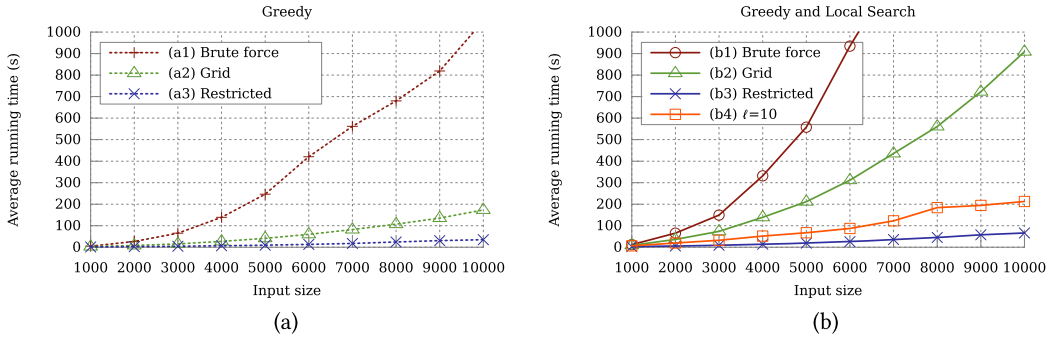 Greedy
Average running time (s)
1000
900
800
700
600
500
400
300
200
100
0
(a1) Brute force
(a2) Grid
(a3) Restricted
1000 2000 3000 4000 5000 6000 7000 8000 9000 10000
Input size
(a)
Greedy and Local Search
Average running time (s)
1000
900
800
700
600
500
400
300
200
100
0
(b1) Brute force
(b2) Grid
(b3) Restricted
(b4) ℓ=10
1000 2000 3000 4000 5000 6000 7000 8000 9000 10000
Input size
(b)